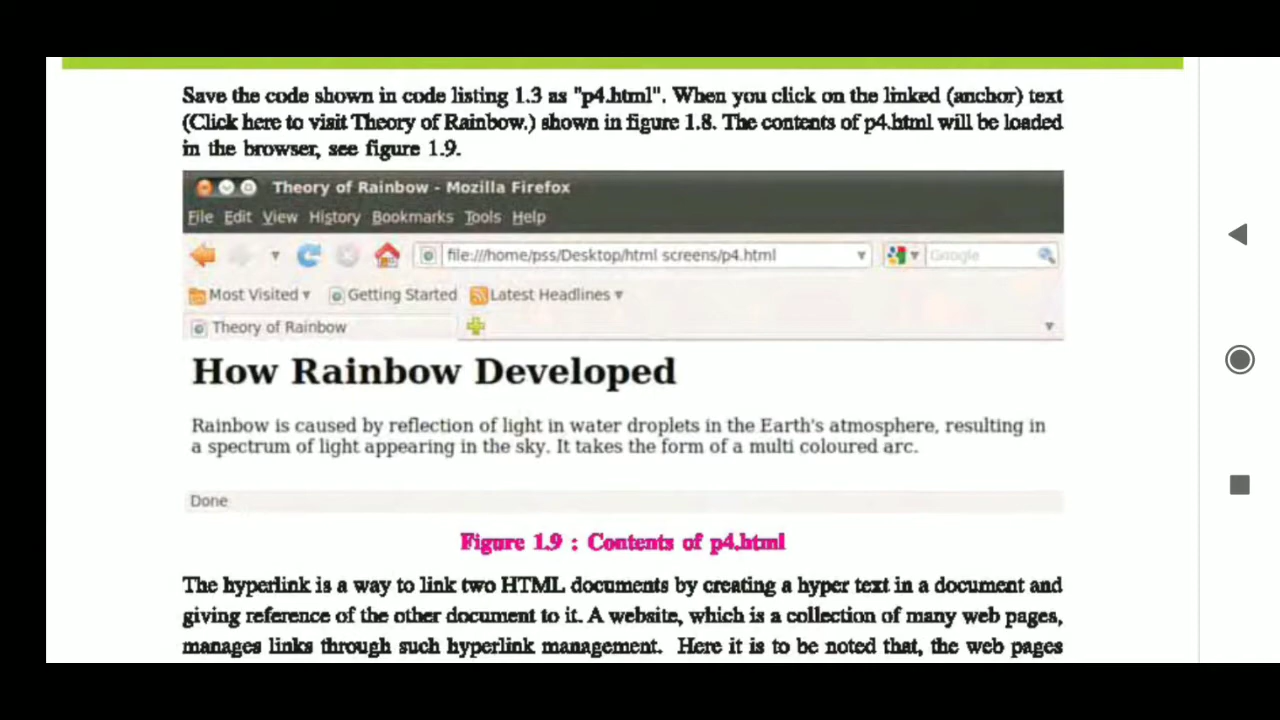 Save the code shown in code listing 1.3 as "p4.html". When you click on the linked (anchor) text
(Click here to visit Theory of Rainbow.) shown in figure 1.8. The contents of p4.html will be loaded
in the browser, see figure 1.9.
Theory of Rainbow - Mozilla Firefox
File Edit View History Bookmarks Tools Help
file:///home/pss/Desktop/html screens/p4.html Google
Most Visited Getting Started Latest Headlines
Theory of Rainbow
How Rainbow Developed
Rainbow is caused by reflection of light in water droplets in the Earth's atmosphere, resulting in
a spectrum of light appearing in the sky. It takes the form of a multi coloured arc.
Done
Figure 1.9 : Contents of p4.html
The hyperlink is a way to link two HTML documents by creating a hyper text in a document and
giving reference of the other document to it. A website, which is a collection of many web pages,
manages links through such hyperlink management. Here it is to be noted that, the web pages